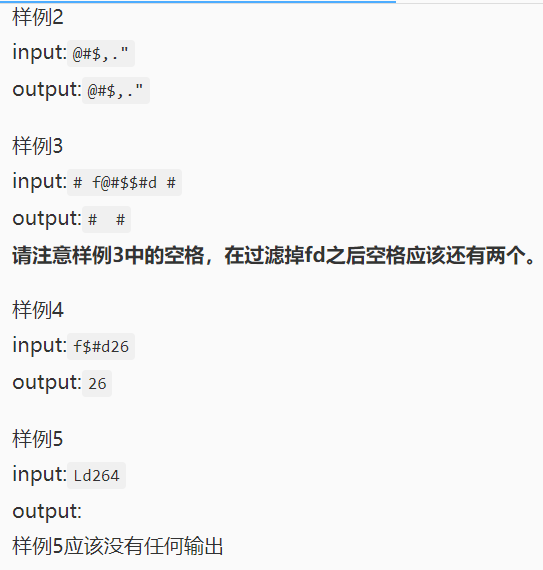 样例2
input:@#$,."
output:@#$,."
样例3
input:# f@#$$#d #
output:#  #
请注意样例3中的空格，在过滤掉fd之后空格应该还有两个。
样例4
input:f$#d26
output:26
样例5
input:Ld264
output:
样例5应该没有任何输出